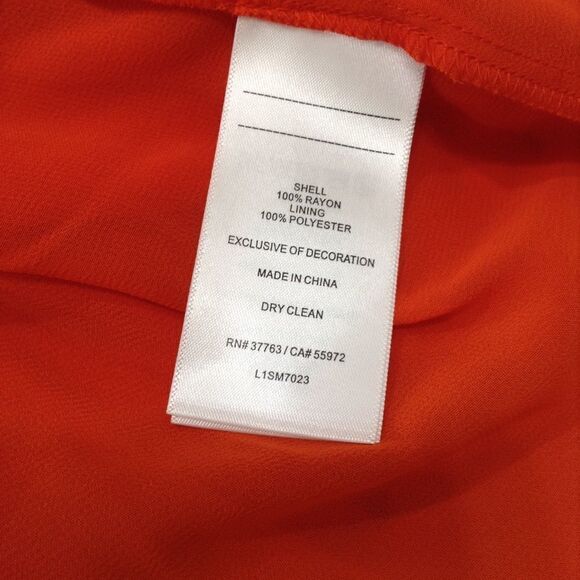 SHELL
100% RAYON
LINING
100% POLYESTER
EXCLUSIVE OF DECORATION
MADE IN CHINA
DRY CLEAN
RN# 37763 / CA# 55972
L1SM7023